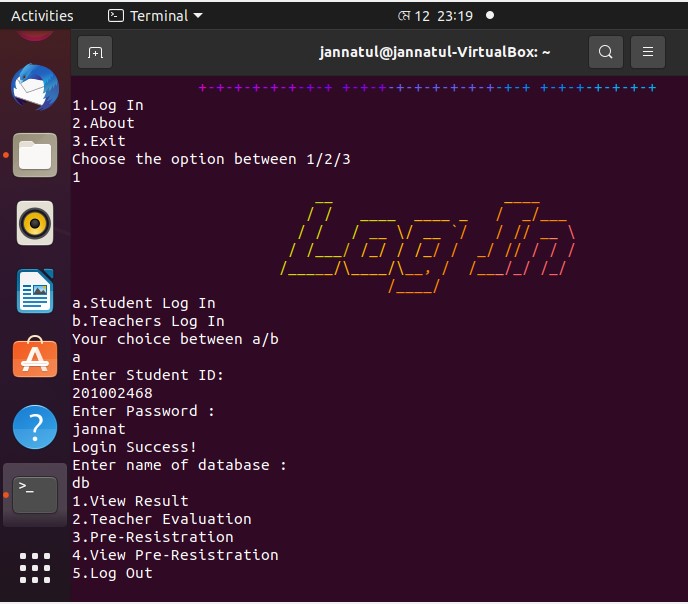 Activities Terminal মে 12 23:19
jannatul@jannatul-VirtualBox: ~
1.Log In
2.About
3.Exit
Choose the option between 1/2/3
1
Log In
a.Student Log In
b.Teachers Log In
Your choice between a/b
a
Enter Student ID:
201002468
Enter Password :
jannat
Login Success!
Enter name of database :
db
1.View Result
2.Teacher Evaluation
3.Pre-Resistration
4.View Pre-Resistration
5.Log Out